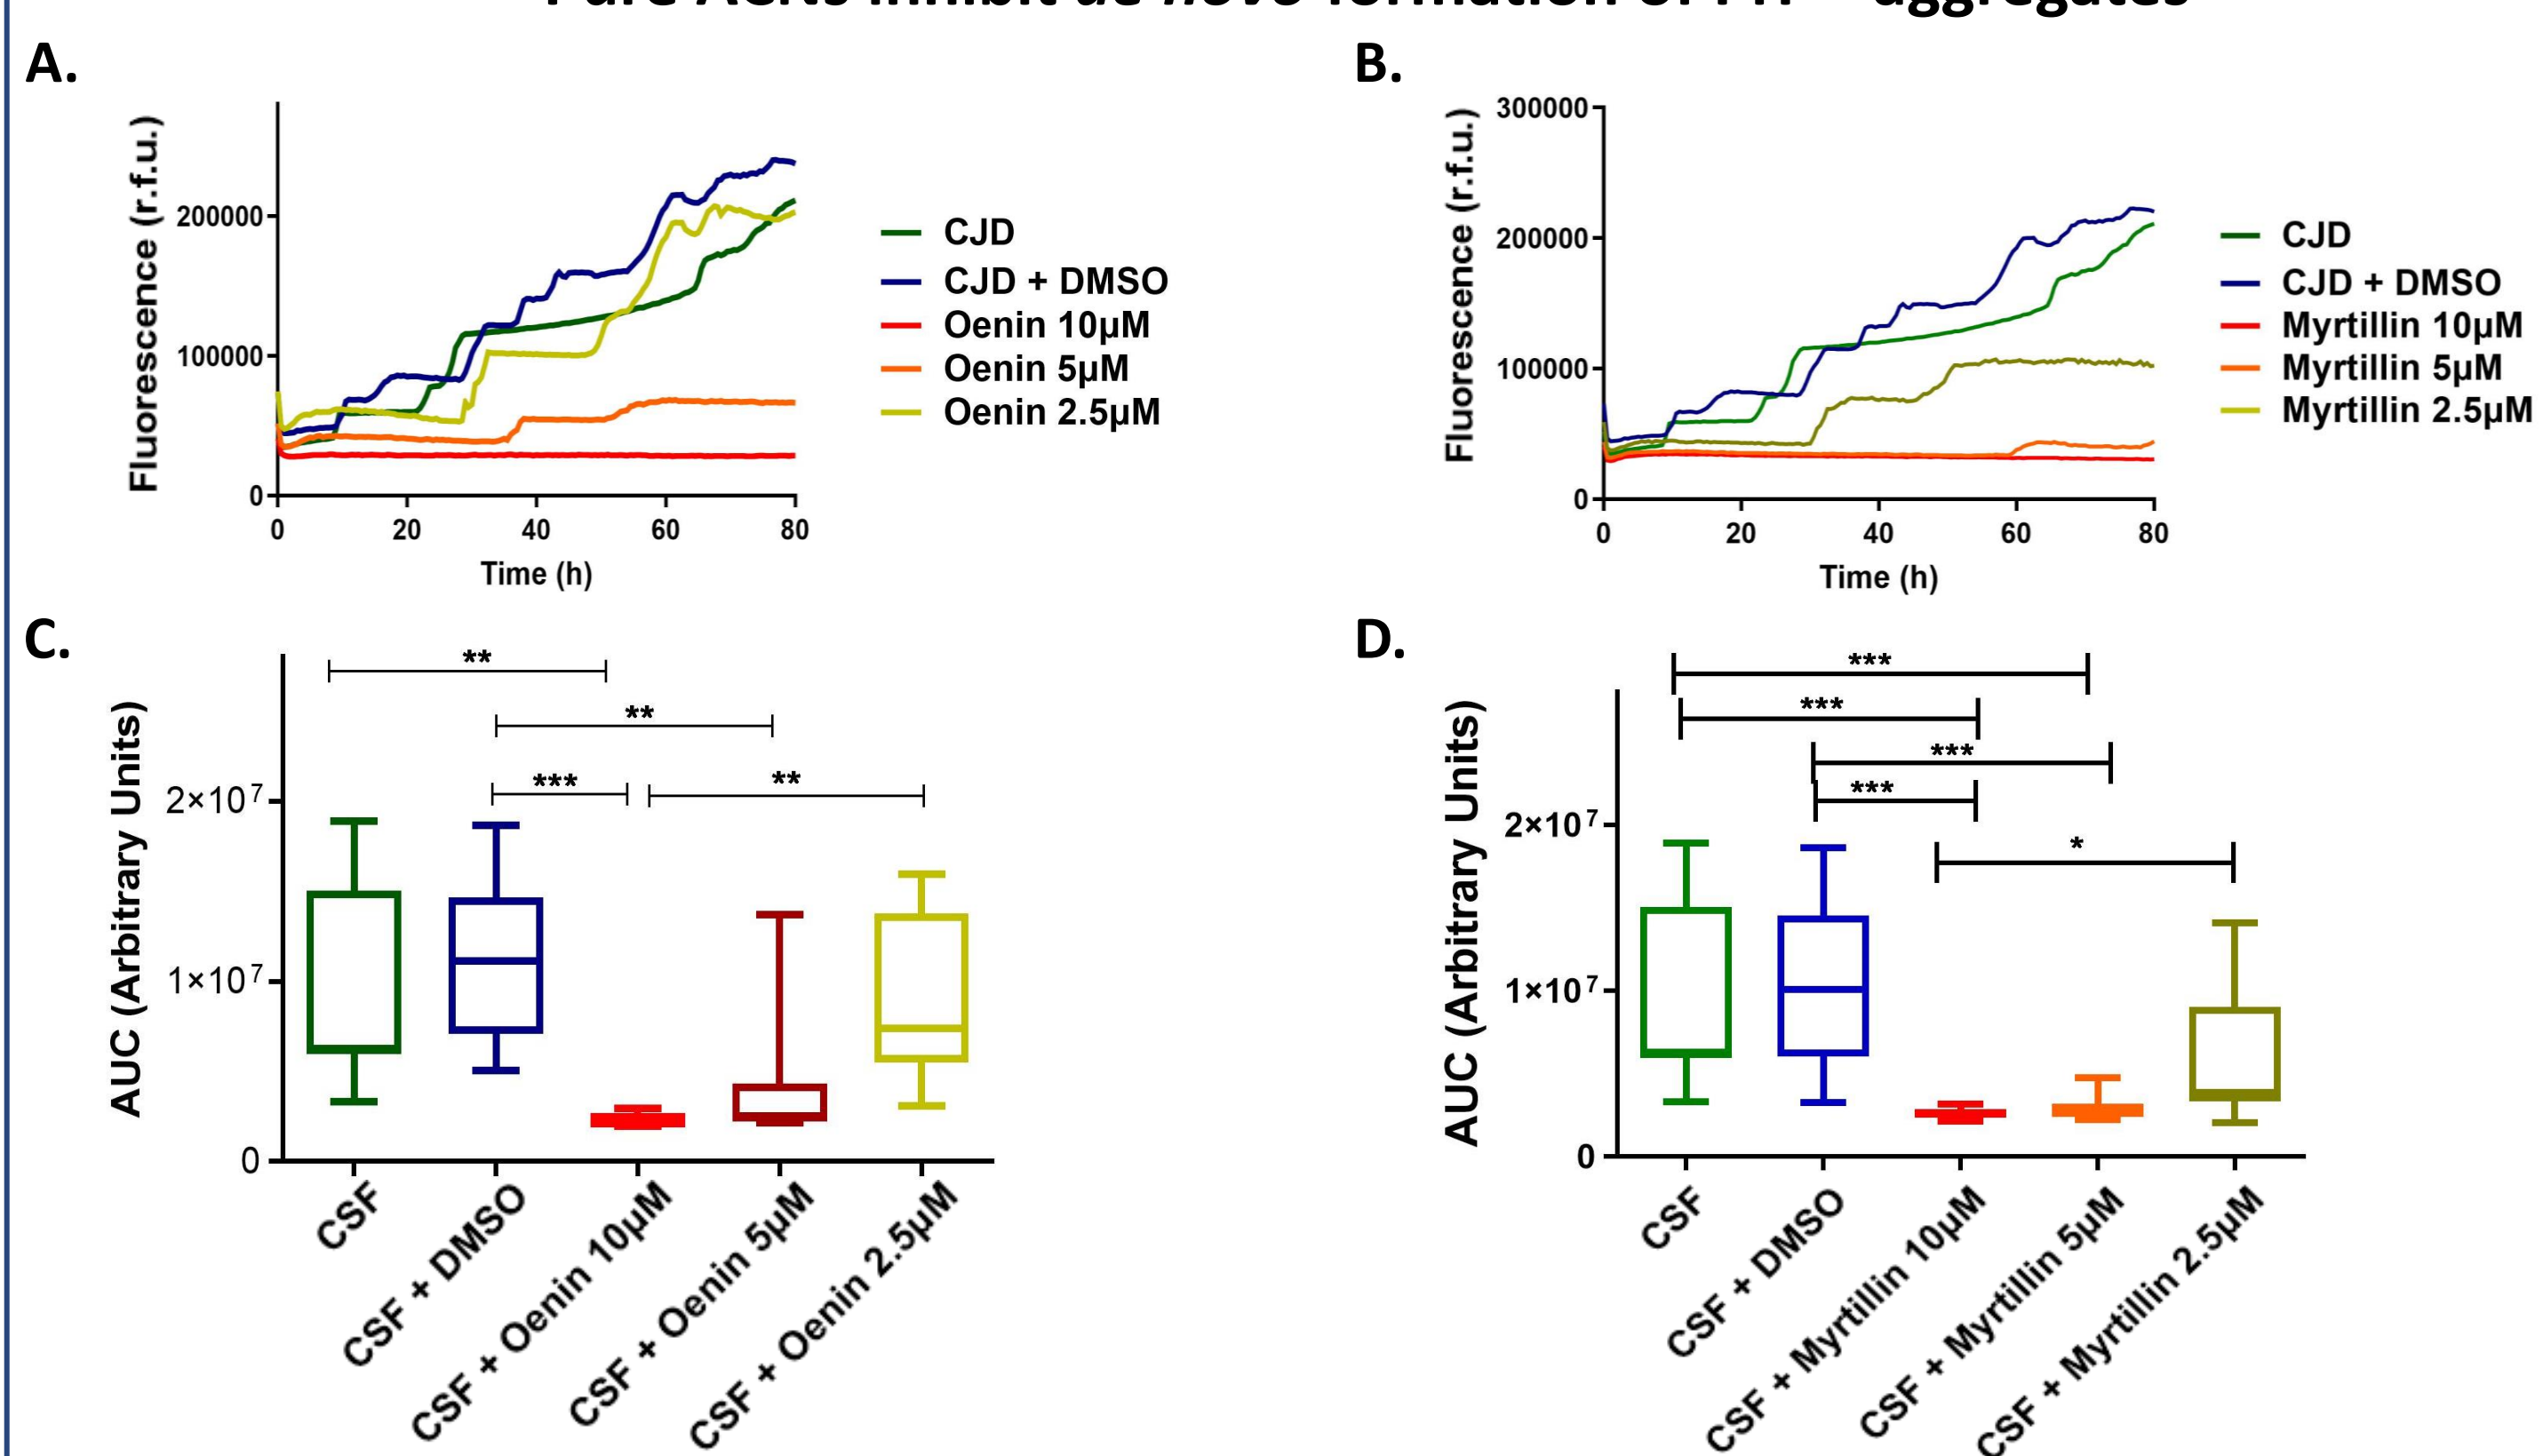 aggregates
A.
Fluorescence (r.f.u.)
200000
100000
0
0 20 40 60 80
Time (h)
CJD
CJD + DMSO
Oenin 10µM
Oenin 5µM
Oenin 2.5µM
B.
Fluorescence (r.f.u.)
300000
200000
100000
0
0 20 40 60 80
Time (h)
CJD
CJD + DMSO
Myrtillin 10µM
Myrtillin 5µM
Myrtillin 2.5µM
C.
AUC (Arbitrary Units)
2×10⁷
1×10⁷
0
**
**
***
**
CSF
CSF + DMSO
CSF + Oenin 10µM
CSF + Oenin 5µM
CSF + Oenin 2.5µM
D.
AUC (Arbitrary Units)
2×10⁷
1×10⁷
0
***
***
***
***
*
CSF
CSF + DMSO
CSF + Myrtillin 10µM
CSF + Myrtillin 5µM
CSF + Myrtillin 2.5µM